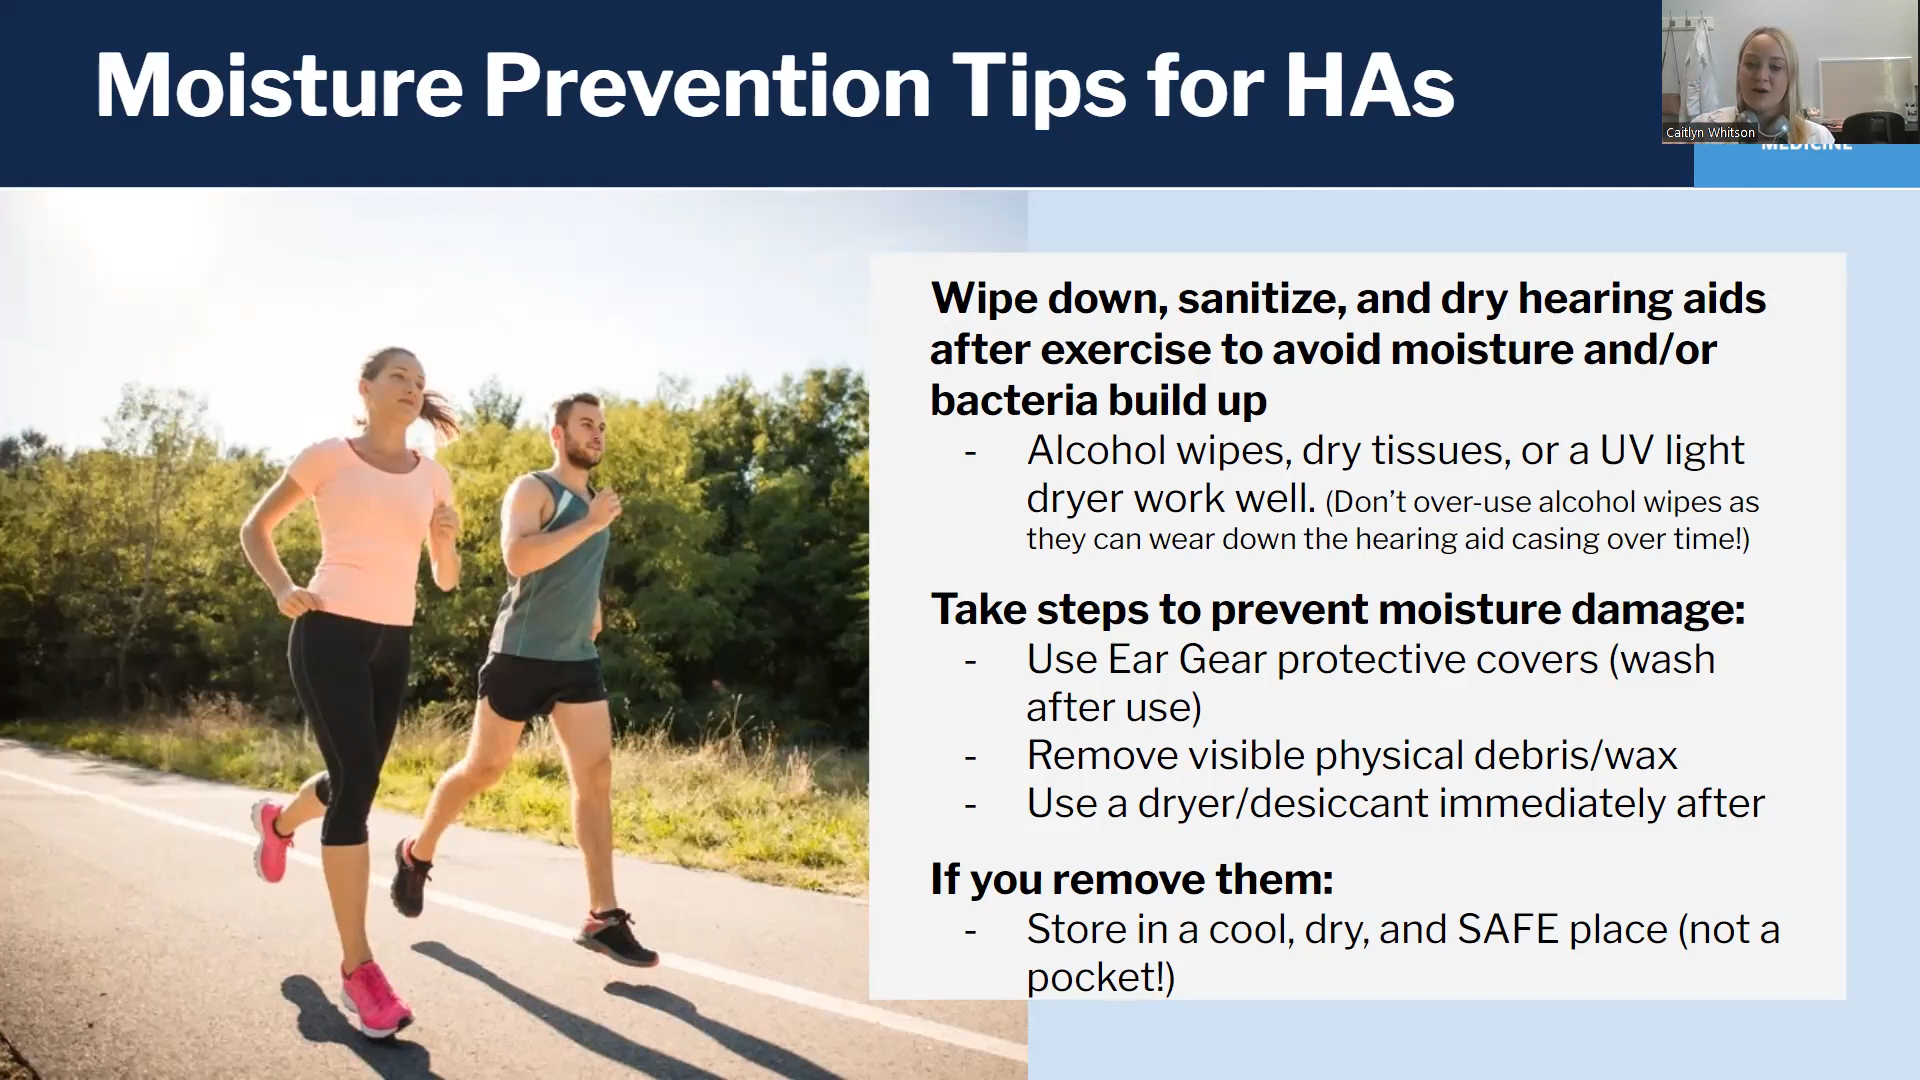 Moisture Prevention Tips for HAs
Caitlyn Whitson
MEDICINE
Wipe down, sanitize, and dry hearing aids
after exercise to avoid moisture and/or
bacteria build up
- Alcohol wipes, dry tissues, or a UV light
dryer work well. (Don’t over-use alcohol wipes as
they can wear down the hearing aid casing over time!)
Take steps to prevent moisture damage:
- Use Ear Gear protective covers (wash
after use)
- Remove visible physical debris/wax
- Use a dryer/desiccant immediately after
If you remove them:
- Store in a cool, dry, and SAFE place (not a
pocket!)